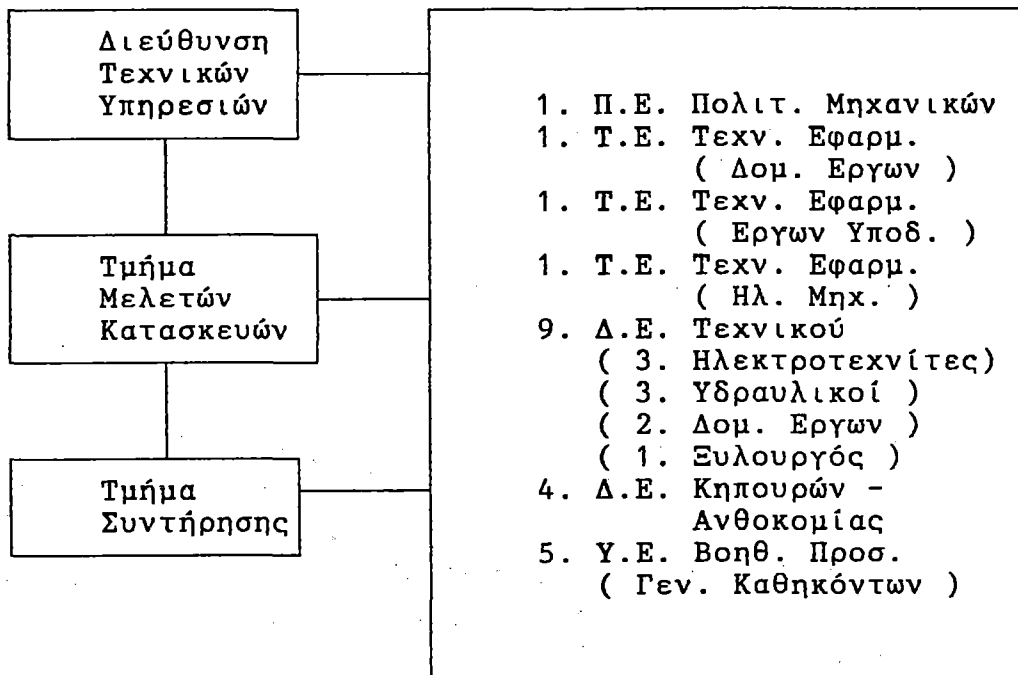 Διεύθυνση
Τεχνικών
Υπηρεσιών
Τμήμα
Μελετών
Κατασκευών
Τμήμα
Συντήρησης
1. Π.Ε. Πολιτ. Μηχανικών
1. Τ.Ε. Τεχν. Εφαρμ.
( Δομ. Εργων )
1. Τ.Ε. Τεχν. Εφαρμ.
( Εργων Υποδ. )
1. Τ.Ε. Τεχν. Εφαρμ.
( Ηλ. Μηχ. )
9. Δ.Ε. Τεχνικού
( 3. Ηλεκτροτεχνίτες)
( 3. Υδραυλικοί )
( 2. Δομ. Εργων )
( 1. Ξυλουργός )
4. Δ.Ε. Κηπουρών -
Ανθοκομίας
5. Υ.Ε. Βοηθ. Προσ.
( Γεν. Καθηκόντων )